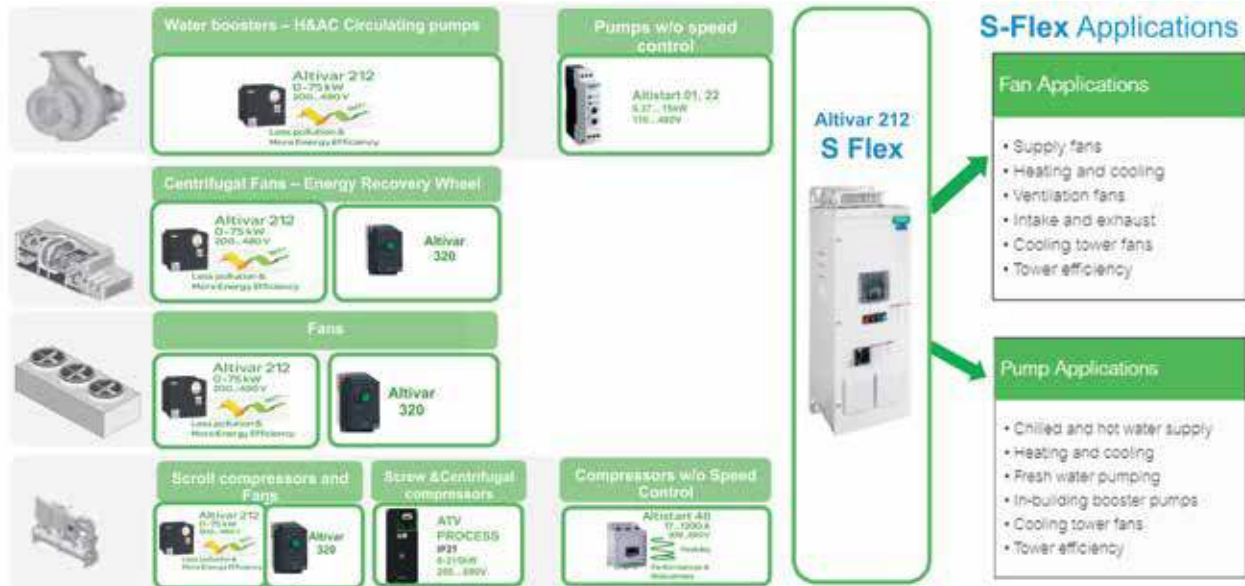 Water boosters – H&AC Circulating pumps
Altivar 212
0-75 kW
200...480 V
Less pollution &
More Energy Efficiency
Pumps w/o speed
control
Altistart 01, 22
Centrifugal Fans – Energy Recovery Wheel
Altivar 212
0-75 kW
200...480 V
Less pollution &
More Energy Efficiency
Altivar
320
Fans
Altivar 212
0-75 kW
200...480 V
Less pollution &
More Energy Efficiency
Altivar
320
Scroll compressors and
Fans
Altivar 212
0-75 kW
Altivar
320
Screw &Centrifugal
compressors
ATV
PROCESS
IP21
Compressors w/o Speed
Control
Altistart 48
Altivar 212
S Flex
S-Flex Applications
Fan Applications
• Supply fans
• Heating and cooling
• Ventilation fans
• Intake and exhaust
• Cooling tower fans
• Tower efficiency
Pump Applications
• Chilled and hot water supply
• Heating and cooling
• Fresh water pumping
• In-building booster pumps
• Cooling tower fans
• Tower efficiency